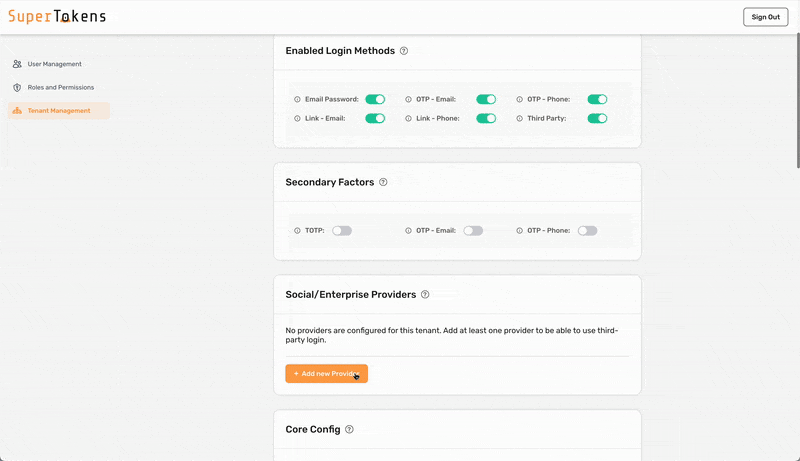 SuperTokens
Sign Out
User Management
Roles and Permissions
Tenant Management
Enabled Login Methods
Email Password:
OTP - Email:
OTP - Phone:
Link - Email:
Link - Phone:
Third Party:
Secondary Factors
TOTP:
OTP - Email:
OTP - Phone:
Social/Enterprise Providers
No providers are configured for this tenant. Add at least one provider to be able to use third-
party login.
+ Add new Provider
Core Config